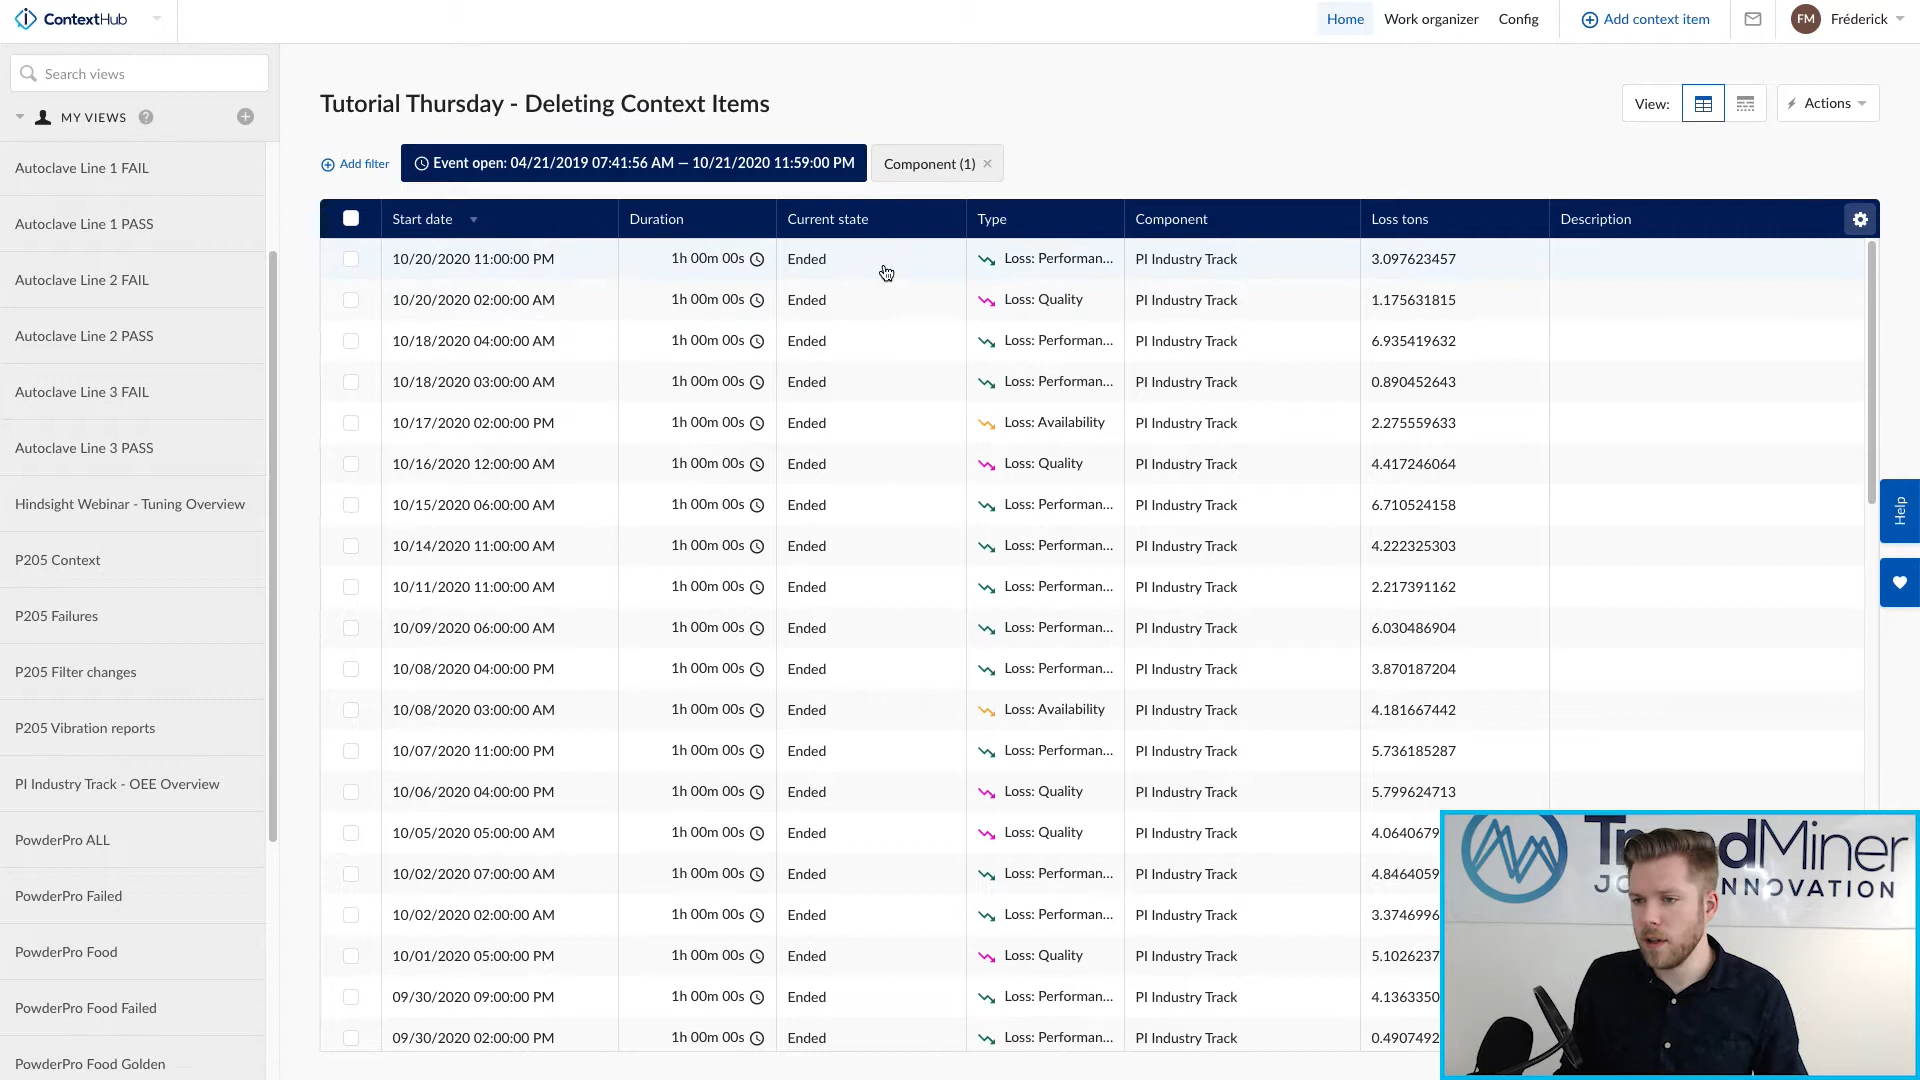 ContextHub
Home Work organizer Config Add context item FM Fréderick
Search views
MY VIEWS ?
Autoclave Line 1 FAIL
Autoclave Line 1 PASS
Autoclave Line 2 FAIL
Autoclave Line 2 PASS
Autoclave Line 3 FAIL
Autoclave Line 3 PASS
Hindsight Webinar - Tuning Overview
P205 Context
P205 Failures
P205 Filter changes
P205 Vibration reports
PI Industry Track - OEE Overview
PowderPro ALL
PowderPro Failed
PowderPro Food
PowderPro Food Failed
PowderPro Food Golden
Tutorial Thursday - Deleting Context Items
View: Actions
Add filter Event open: 04/21/2019 07:41:56 AM — 10/21/2020 11:59:00 PM Component (1)
Start date Duration Current state Type Component Loss tons Description
10/20/2020 11:00:00 PM 1h 00m 00s Ended Loss: Performan... PI Industry Track 3.097623457
10/20/2020 02:00:00 AM 1h 00m 00s Ended Loss: Quality PI Industry Track 1.175631815
10/18/2020 04:00:00 AM 1h 00m 00s Ended Loss: Performan... PI Industry Track 6.935419632
10/18/2020 03:00:00 AM 1h 00m 00s Ended Loss: Performan... PI Industry Track 0.890452643
10/17/2020 02:00:00 PM 1h 00m 00s Ended Loss: Availability PI Industry Track 2.275559633
10/16/2020 12:00:00 AM 1h 00m 00s Ended Loss: Quality PI Industry Track 4.417246064
10/15/2020 06:00:00 AM 1h 00m 00s Ended Loss: Performan... PI Industry Track 6.710524158
10/14/2020 11:00:00 AM 1h 00m 00s Ended Loss: Performan... PI Industry Track 4.222325303
10/11/2020 11:00:00 AM 1h 00m 00s Ended Loss: Performan... PI Industry Track 2.217391162
10/09/2020 06:00:00 AM 1h 00m 00s Ended Loss: Performan... PI Industry Track 6.030486904
10/08/2020 04:00:00 PM 1h 00m 00s Ended Loss: Performan... PI Industry Track 3.870187204
10/08/2020 03:00:00 AM 1h 00m 00s Ended Loss: Availability PI Industry Track 4.181667442
10/07/2020 11:00:00 PM 1h 00m 00s Ended Loss: Performan... PI Industry Track 5.736185287
10/06/2020 04:00:00 PM 1h 00m 00s Ended Loss: Quality PI Industry Track 5.799624713
10/05/2020 05:00:00 AM 1h 00m 00s Ended Loss: Quality PI Industry Track 4.0640679
10/02/2020 07:00:00 AM 1h 00m 00s Ended Loss: Performan... PI Industry Track 4.8464059
10/02/2020 02:00:00 AM 1h 00m 00s Ended Loss: Performan... PI Industry Track 3.3746996
10/01/2020 05:00:00 PM 1h 00m 00s Ended Loss: Quality PI Industry Track 5.1026237
09/30/2020 09:00:00 PM 1h 00m 00s Ended Loss: Performan... PI Industry Track 4.1363350
09/30/2020 02:00:00 PM 1h 00m 00s Ended Loss: Performan... PI Industry Track 0.4907492
Help